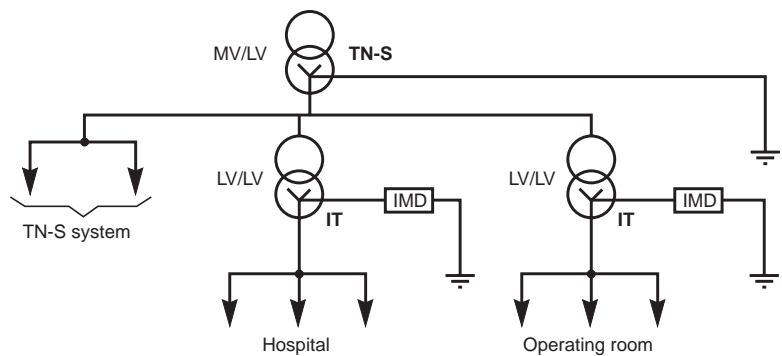 MV/LV
TN-S
LV/LV
LV/LV
IMD
IMD
IT
IT
TN-S system
Hospital
Operating room